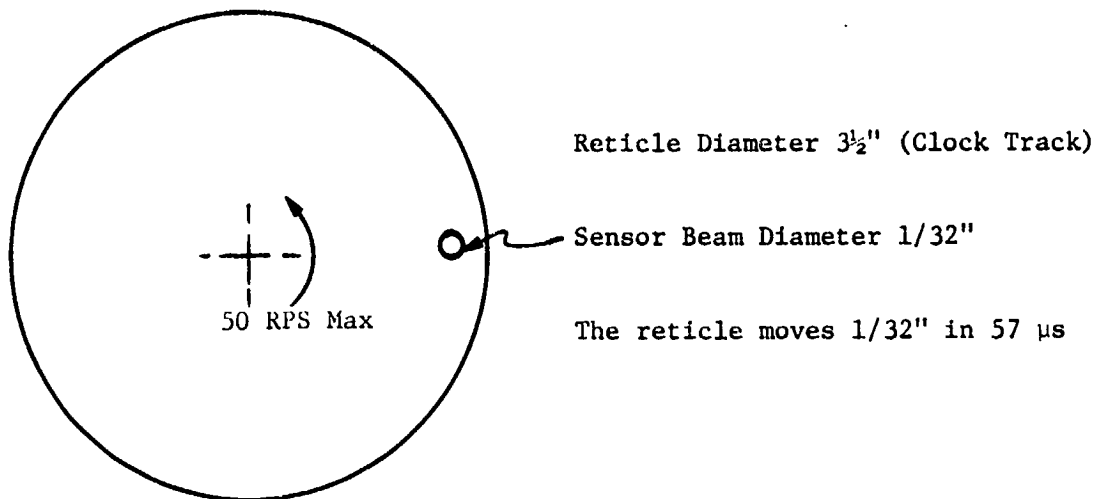 Reticle Diameter 3½" (Clock Track)
Sensor Beam Diameter 1/32"
50 RPS Max
The reticle moves 1/32" in 57 μs